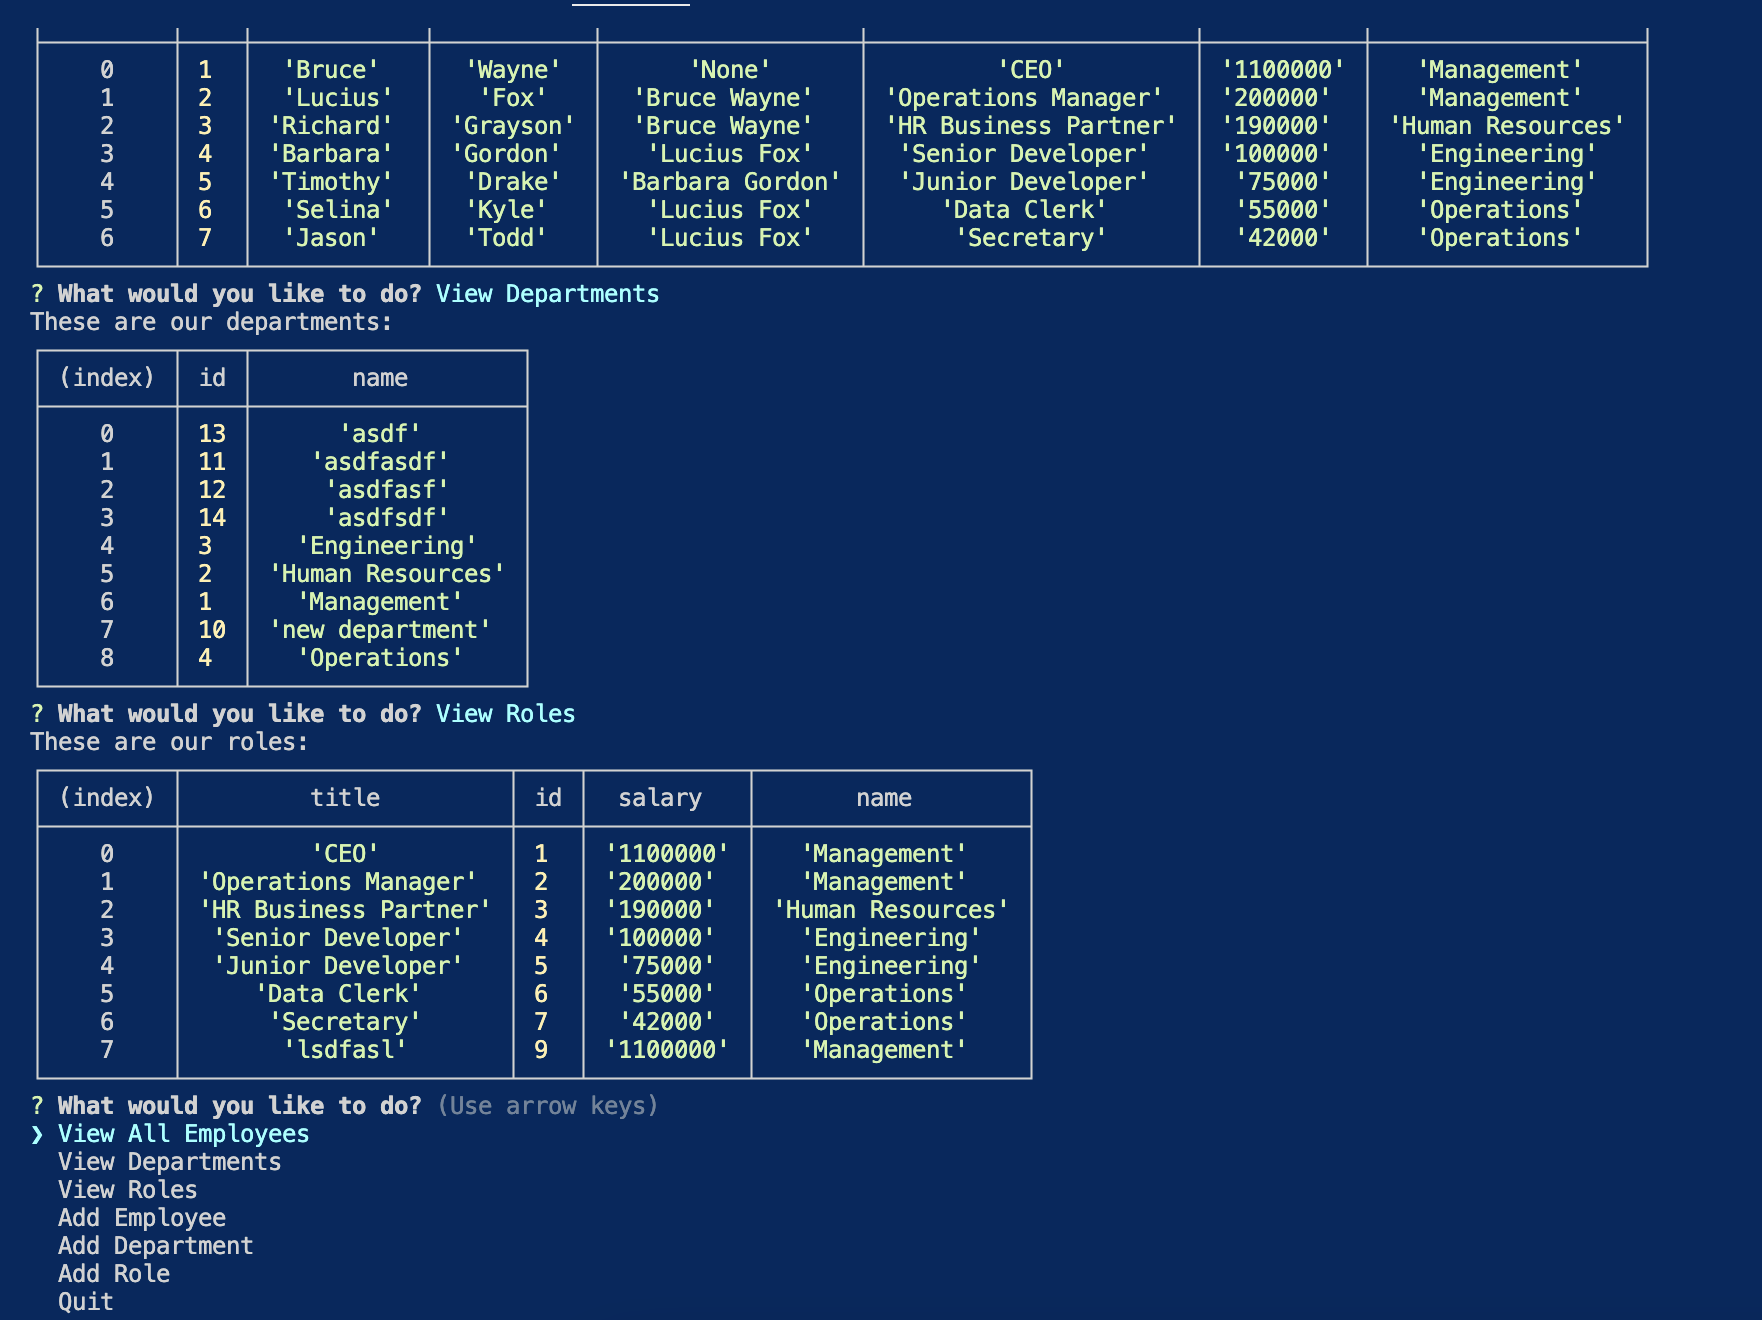 0 1 'Bruce' 'Wayne' 'None' 'CEO' '1100000' 'Management'
1 2 'Lucius' 'Fox' 'Bruce Wayne' 'Operations Manager' '200000' 'Management'
2 3 'Richard' 'Grayson' 'Bruce Wayne' 'HR Business Partner' '190000' 'Human Resources'
3 4 'Barbara' 'Gordon' 'Lucius Fox' 'Senior Developer' '100000' 'Engineering'
4 5 'Timothy' 'Drake' 'Barbara Gordon' 'Junior Developer' '75000' 'Engineering'
5 6 'Selina' 'Kyle' 'Lucius Fox' 'Data Clerk' '55000' 'Operations'
6 7 'Jason' 'Todd' 'Lucius Fox' 'Secretary' '42000' 'Operations'
? What would you like to do? View Departments
These are our departments:
(index) id name
0 13 'asdf'
1 11 'asdfasdf'
2 12 'asdfasf'
3 14 'asdfsdf'
4 3 'Engineering'
5 2 'Human Resources'
6 1 'Management'
7 10 'new department'
8 4 'Operations'
? What would you like to do? View Roles
These are our roles:
(index) title id salary name
0 'CEO' 1 '1100000' 'Management'
1 'Operations Manager' 2 '200000' 'Management'
2 'HR Business Partner' 3 '190000' 'Human Resources'
3 'Senior Developer' 4 '100000' 'Engineering'
4 'Junior Developer' 5 '75000' 'Engineering'
5 'Data Clerk' 6 '55000' 'Operations'
6 'Secretary' 7 '42000' 'Operations'
7 'lsdfasl' 9 '1100000' 'Management'
? What would you like to do? (Use arrow keys)
❯ View All Employees
View Departments
View Roles
Add Employee
Add Department
Add Role
Quit